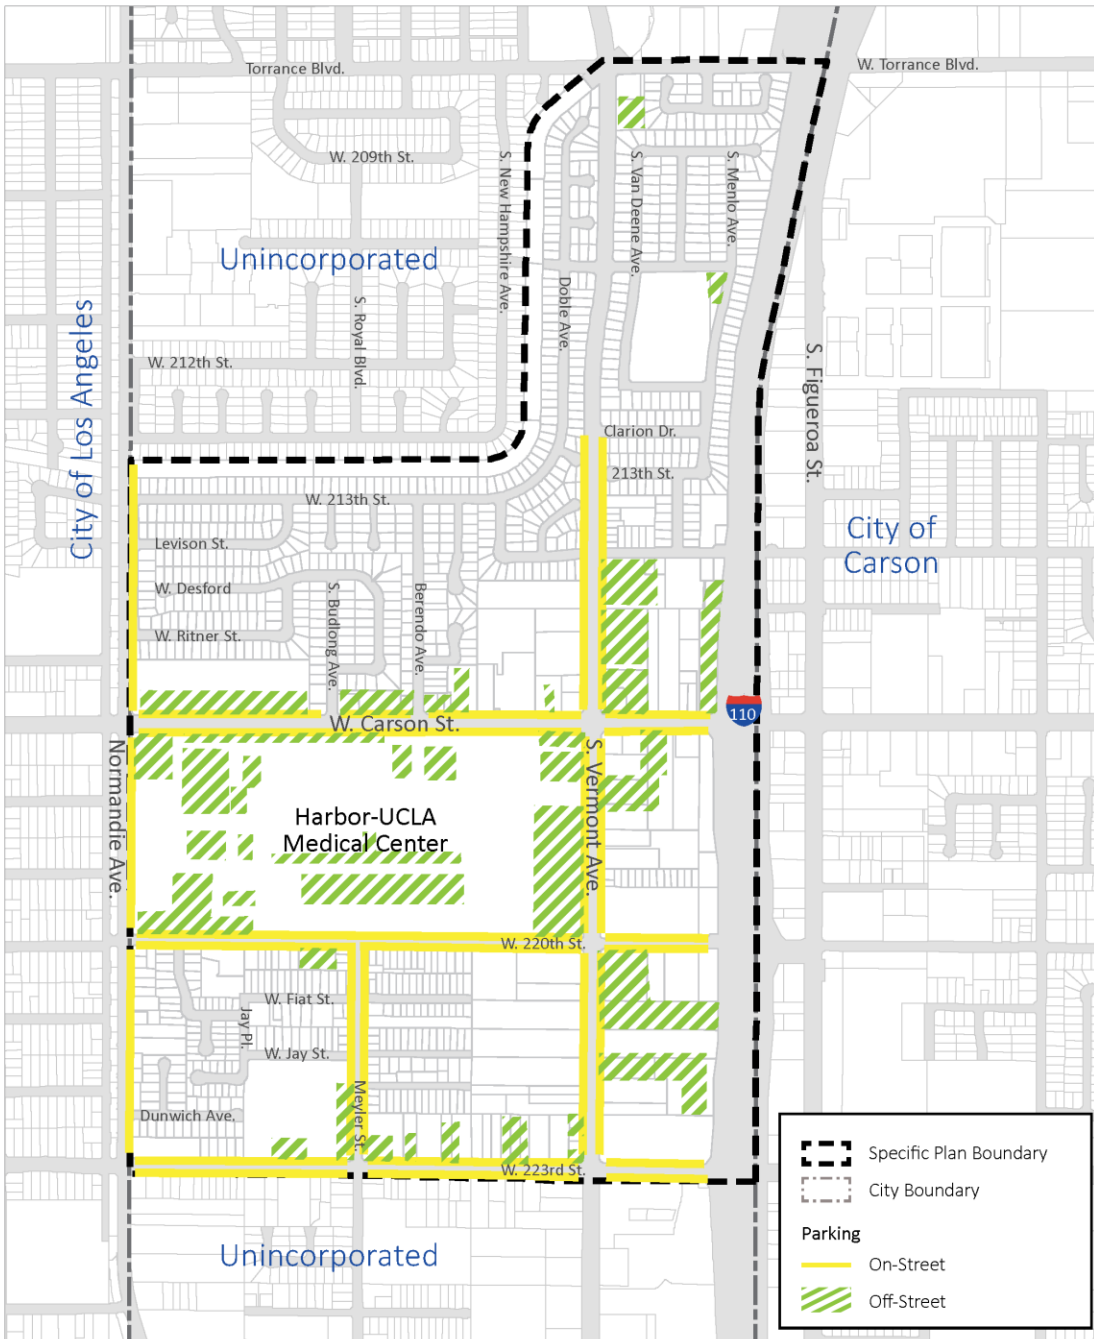 Torrance Blvd.
W. Torrance Blvd.
W. 209th St.
S. New Hampshire Ave.
S. Van Deene Ave.
S. Menlo Ave.
Unincorporated
Doble Ave.
S. Royal Blvd.
City of Los Angeles
W. 212th St.
S. Figueroa St.
Clarion Dr.
213th St.
W. 213th St.
City of
Carson
Levison St.
W. Desford
S. Budlong Ave.
Berendo Ave.
W. Ritner St.
W. Carson St.
110
Normandie Ave.
S. Vermont Ave.
Harbor-UCLA
Medical Center
W. 220th St.
W. Fiat St.
Jay Pl.
W. Jay St.
Meyler St.
Dunwich Ave.
W. 223rd St.
Unincorporated
Specific Plan Boundary
City Boundary
Parking
On-Street
Off-Street